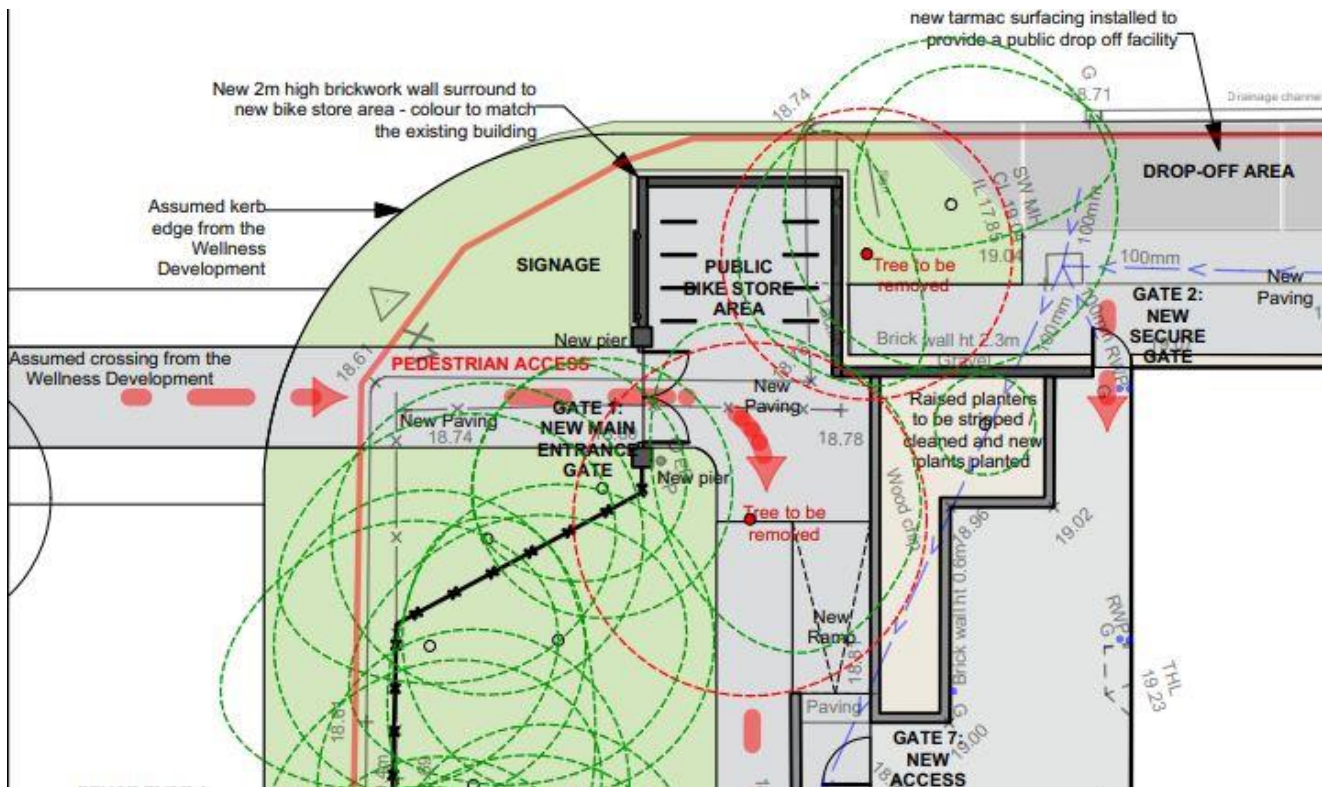 new tarmac surfacing installed to
provide a public drop off facility
New 2m high brickwork wall surround to
new bike store area - colour to match
the existing building
G
18.71
Drainage channel
18.74
DROP-OFF AREA
Assumed kerb
edge from the
Wellness
Development
SW MH
CL 19.04
IL 17.85
100mm
19.04
100mm
SIGNAGE
PUBLIC
BIKE STORE
AREA
Tree to be
removed
New
Paving
GATE 2:
NEW
SECURE
GATE
100mm
100mm RWP
G
New pier
Brick wall ht 2.3m
Gravel
Assumed crossing from the
Wellness Development
18.61
PEDESTRIAN ACCESS
New
Paving
New Paving
18.74
GATE 1:
NEW MAIN
ENTRANCE
GATE
18.78
Raised planters
to be stripped /
cleaned and new
plants planted
New pier
Wood chip
Tree to be
removed
18.96
19.02
Brick wall ht 0.6m
New
Ramp
RWP
G
THL
19.23
18.61
Paving
G
19.00
GATE 7:
NEW
ACCESS